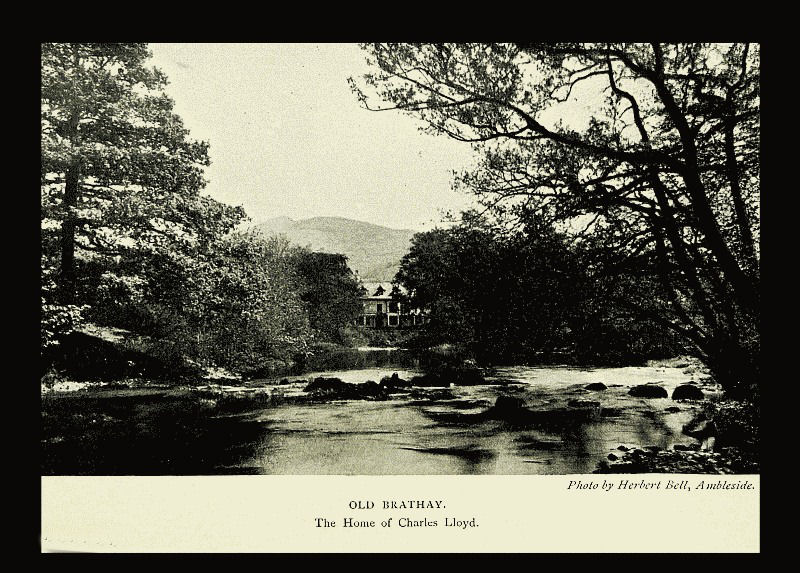 Photo by Herbert Bell, Ambleside.
OLD BRATHAY.
The Home of Charles Lloyd.